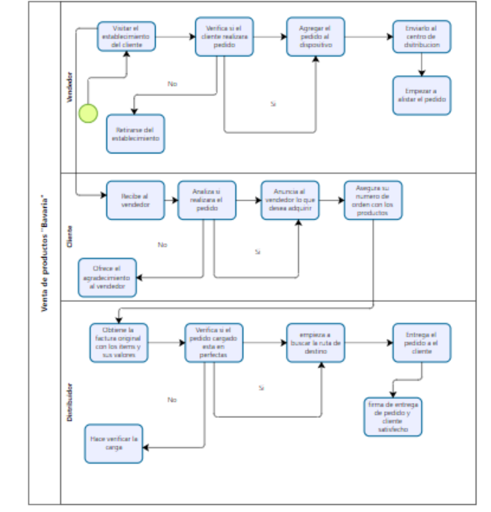 Venta de productos "Bavaria"
Vendedor
Visitar el
establecimiento
del cliente
Verifica si el
cliente realizara
pedido
Agregar el
pedido al
dispositivo
Enviarlo al
centro de
distribucion
No
Si
Retirarse del
establecimiento
Empezar a
alistar el pedido
Cliente
Recibe al
vendedor
Analiza si
realizara el
pedido
Anuncia al
vendedor lo que
desea adquirir
Asegura su
numero de
orden con los
productos
No
Si
Ofrece el
agradecimiento
al vendedor
Distribuidor
Obtiene la
factura original
con los items y
sus valores
Verifica si el
pedido cargado
esta en
perfectas
empieza a
buscar la ruta de
destino
Entrega el
pedido a el
cliente
No
Si
firma de entrega
de pedido y
cliente
satisfecho
Hace verificar la
carga